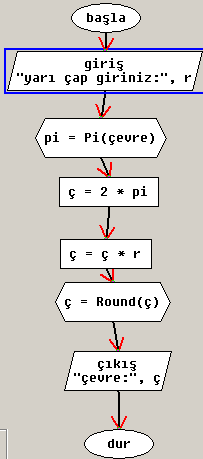 başla
giriş
"yarı çap giriniz:", r
pi = Pi(çevre)
ç = 2 * pi
ç = ç * r
ç = Round(ç)
çıkış
"çevre:", ç
dur